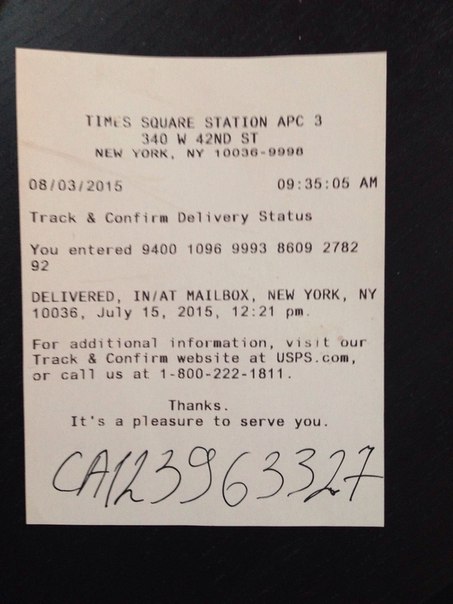 TIMES SQUARE STATION APC 3
340 W 42ND ST
NEW YORK, NY 10036-9998
08/03/2015 09:35:05 AM
Track & Confirm Delivery Status
You entered 9400 1096 9993 8609 2782
92
DELIVERED, IN/AT MAILBOX, NEW YORK, NY
10036, July 15, 2015, 12:21 pm.
For additional information, visit our
Track & Confirm website at USPS.com,
or call us at 1-800-222-1811.
Thanks.
It's a pleasure to serve you.
CA123963327